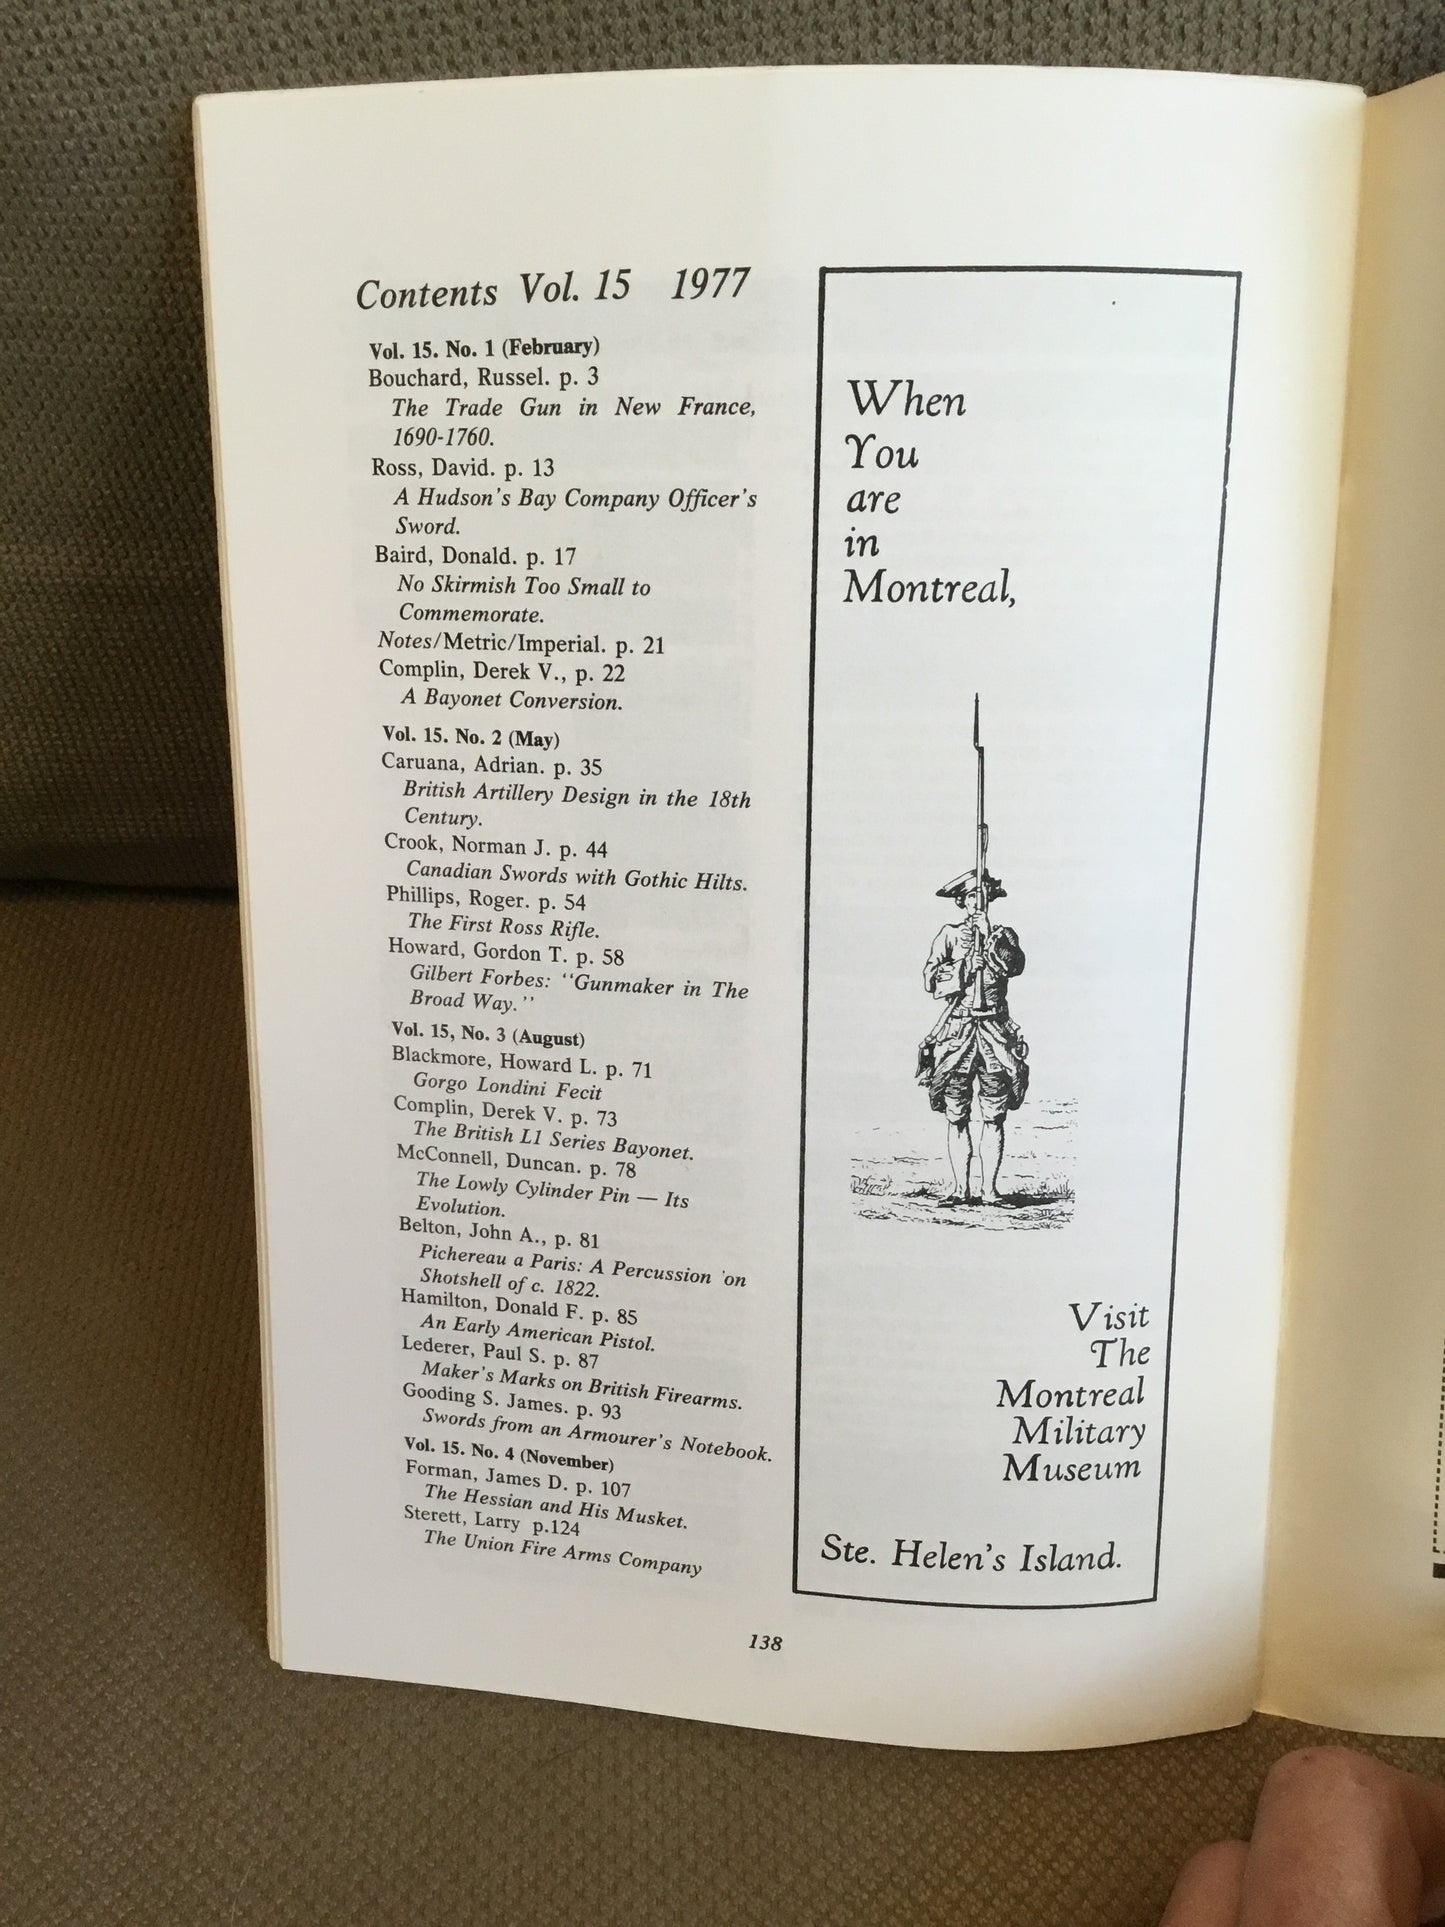 Contents Vol. 15 1977
Vol. 15. No. 1 (February)
Bouchard, Russel. p. 3
The Trade Gun in New France,
1690-1760.
Ross, David. p. 13
A Hudson's Bay Company Officer's
Sword.
Baird, Donald. p. 17
No Skirmish Too Small to
Commemorate.
Notes/Metric/Imperial. p. 21
Complin, Derek V., p. 22
A Bayonet Conversion.
Vol. 15. No. 2 (May)
Caruana, Adrian. p. 35
British Artillery Design in the 18th
Century.
Crook, Norman J. p. 44
Canadian Swords with Gothic Hilts.
Phillips, Roger. p. 54
The First Ross Rifle.
Howard, Gordon T. p. 58
Gilbert Forbes: "Gunmaker in The
Broad Way."
Vol. 15, No. 3 (August)
Blackmore, Howard L. p. 71
Gorgo Londini Fecit
Complin, Derek V. p. 73
The British L1 Series Bayonet.
McConnell, Duncan. p. 78
The Lowly Cylinder Pin — Its
Evolution.
Belton, John A., p. 81
Pichereau a Paris: A Percussion 'on
Shotshell of c. 1822.
Hamilton, Donald F. p. 85
An Early American Pistol.
Lederer, Paul S. p. 87
Maker's Marks on British Firearms.
Gooding S. James. p. 93
Swords from an Armourer's Notebook.
Vol. 15. No. 4 (November)
Forman, James D. p. 107
The Hessian and His Musket.
Sterett, Larry p.124
The Union Fire Arms Company
When
You
are
in
Montreal,
Visit
The
Montreal
Military
Museum
Ste. Helen's Island.
138